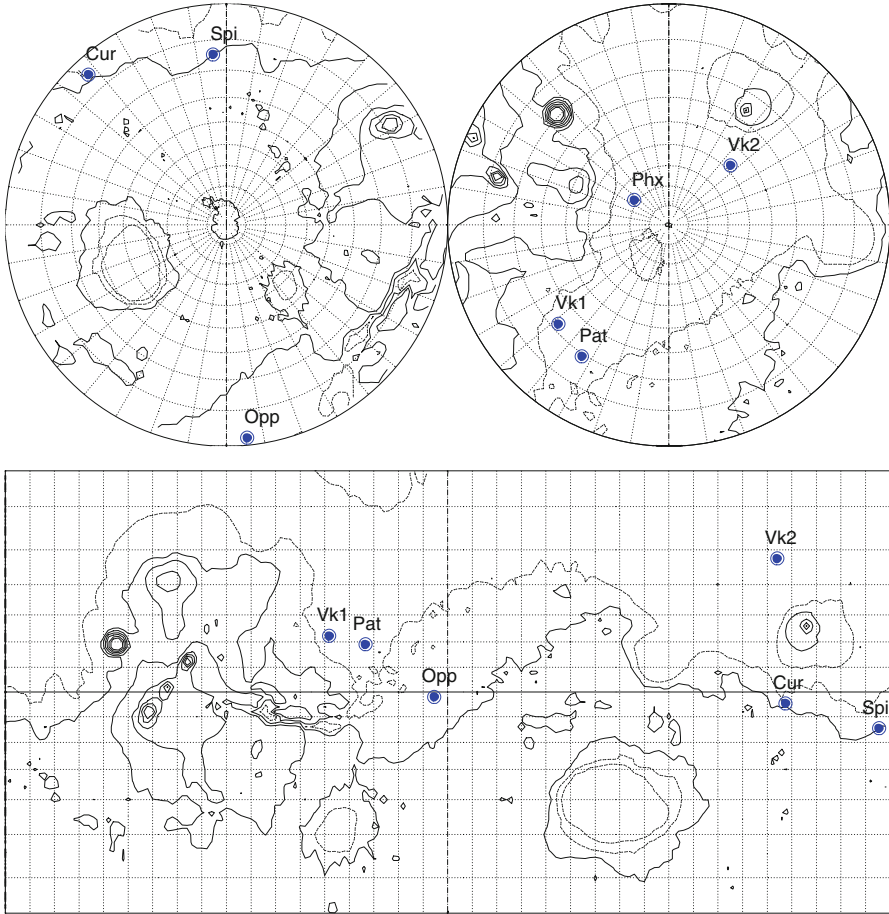 Cur
Spi
Opp
Phx
Vk2
Vk1
Pat
Vk2
Vk1
Pat
Opp
Cur
Spi